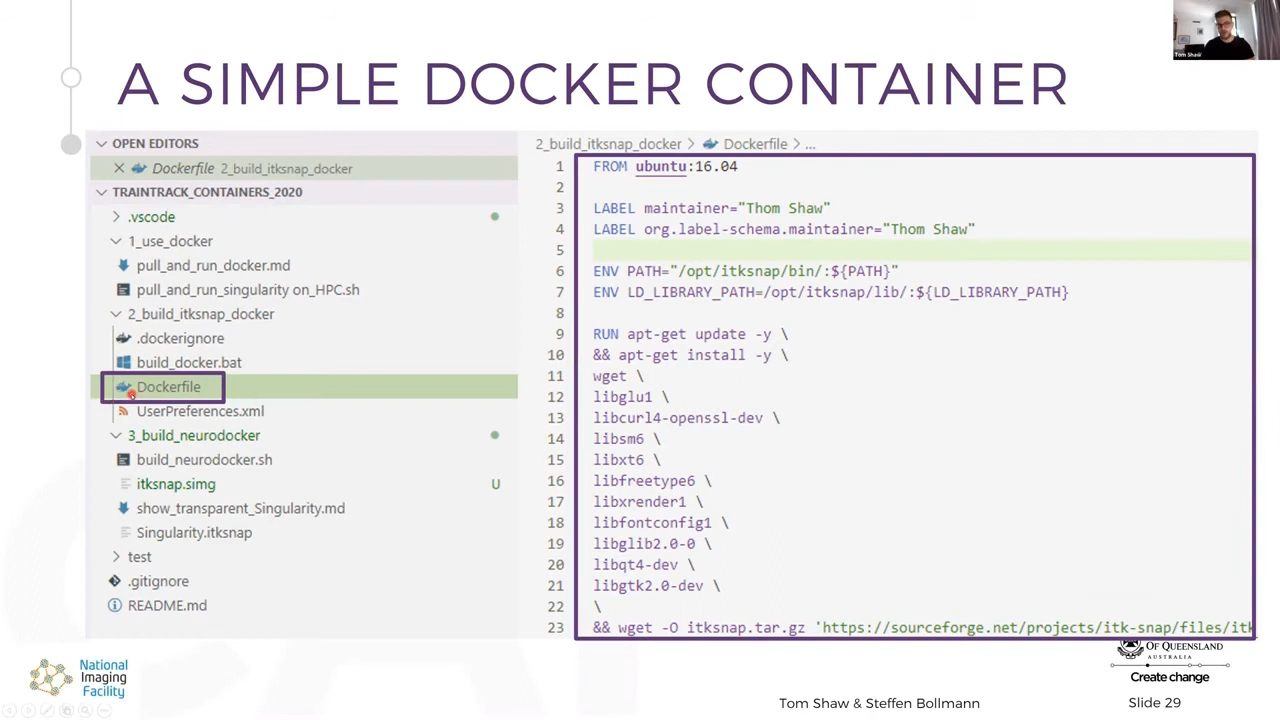 Tom Shaw
A SIMPLE DOCKER CONTAINER
OPEN EDITORS
Dockerfile 2_build_itksnap_docker
TRAINTRACK_CONTAINERS_2020
.vscode
1_use_docker
pull_and_run_docker.md
pull_and_run_singularity on_HPC.sh
2_build_itksnap_docker
.dockerignore
build_docker.bat
Dockerfile
UserPreferences.xml
3_build_neurodocker
build_neurodocker.sh
itksnap.simg U
show_transparent_Singularity.md
Singularity.itksnap
test
.gitignore
README.md
2_build_itksnap_docker > Dockerfile > ...
1 FROM ubuntu:16.04
2
3 LABEL maintainer="Thom Shaw"
4 LABEL org.label-schema.maintainer="Thom Shaw"
5
6 ENV PATH="/opt/itksnap/bin/:${PATH}"
7 ENV LD_LIBRARY_PATH=/opt/itksnap/lib/:${LD_LIBRARY_PATH}
8
9 RUN apt-get update -y \
10 && apt-get install -y \
11 wget \
12 libglu1 \
13 libcurl4-openssl-dev \
14 libsm6 \
15 libxt6 \
16 libfreetype6 \
17 libxrender1 \
18 libfontconfig1 \
19 libglib2.0-0 \
20 libqt4-dev \
21 libgtk2.0-dev \
22 \
23 && wget -O itksnap.tar.gz 'https://sourceforge.net/projects/itk-snap/files/itk
National
Imaging
Facility
OF QUEENSLAND
AUSTRALIA
Create change
Tom Shaw & Steffen Bollmann
Slide 29